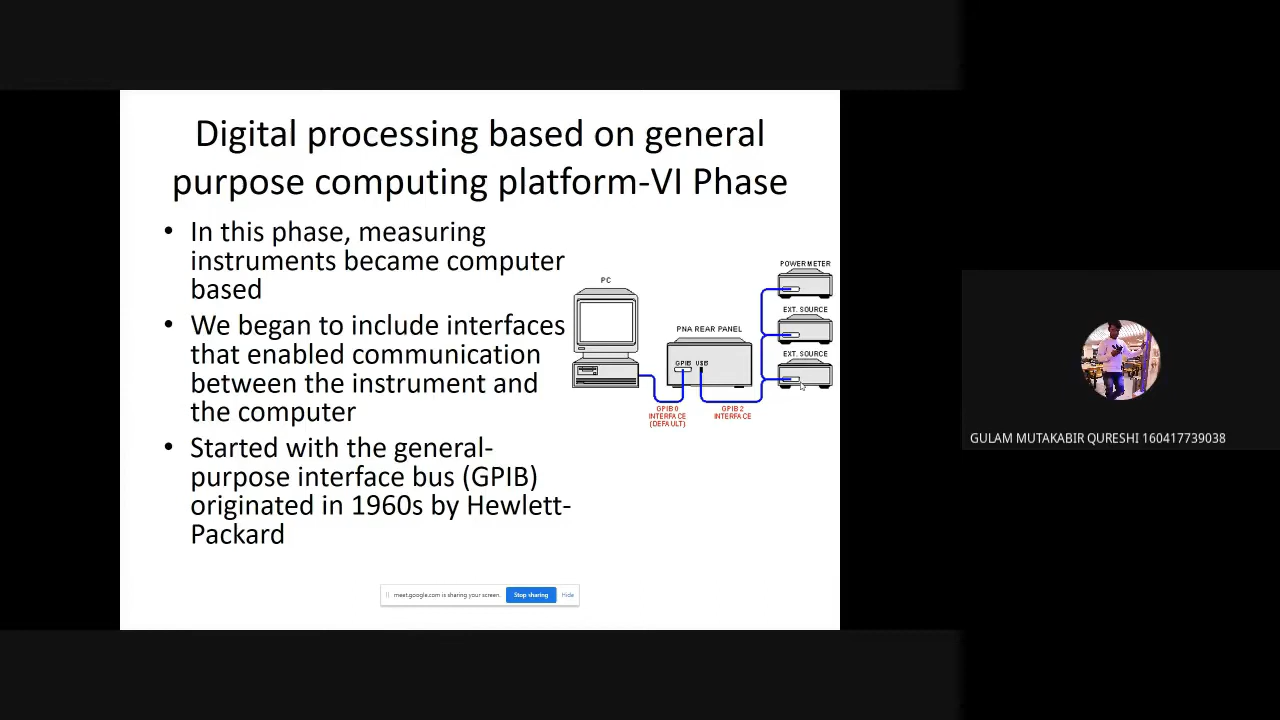 Digital processing based on general
purpose computing platform-VI Phase
• In this phase, measuring
instruments became computer
based
• We began to include interfaces
that enabled communication
between the instrument and
the computer
• Started with the general-
purpose interface bus (GPIB)
originated in 1960s by Hewlett-
Packard
PC
PNA REAR PANEL
GPIB USB
POWER METER
EXT. SOURCE
EXT. SOURCE
GPIB 0
INTERFACE
(DEFAULT)
GPIB 2
INTERFACE
meet.google.com is sharing your screen.
Stop sharing
Hide
GULAM MUTAKABIR QURESHI 160417739038